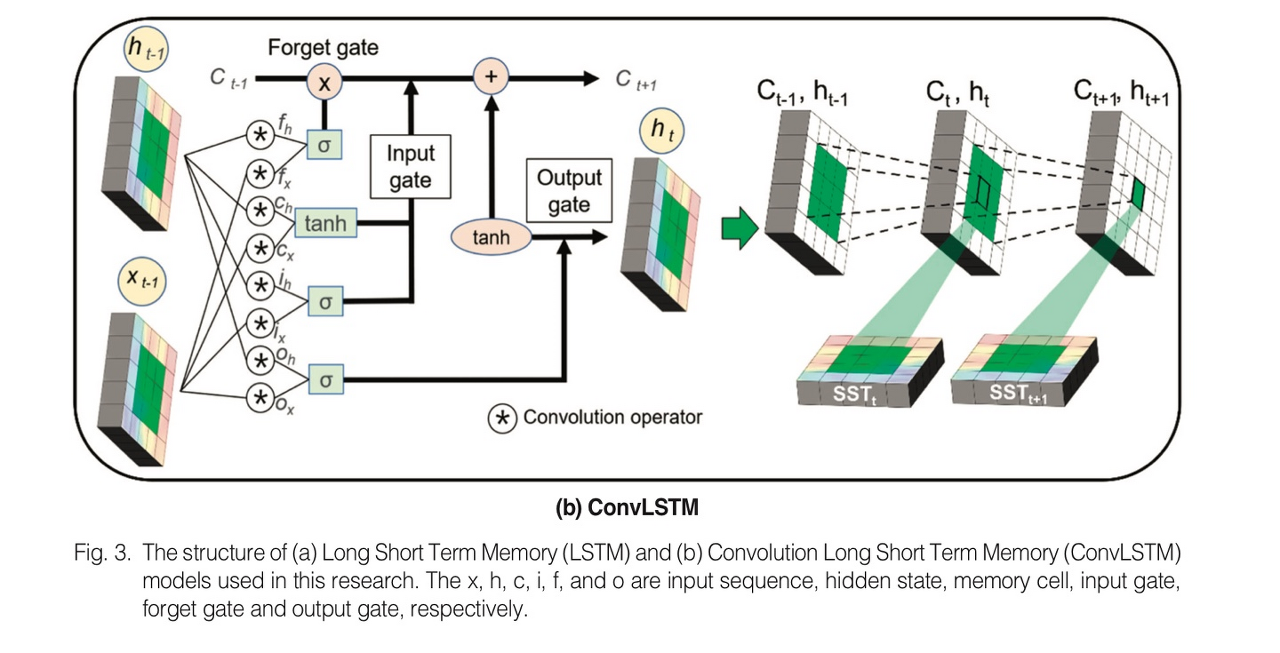 h t-1
Forget gate
C t-1
x
+
C t+1
Ct-1, ht-1
Ct , ht
Ct+1, ht+1
* fh
σ
* fx
Input
gate
ht
Output
gate
* Ch
tanh
* Cx
tanh
X t-1
* ih
σ
* ix
* Oh
σ
* Ox
SSTt
SSTt+1
* Convolution operator
(b) ConvLSTM
Fig. 3. The structure of (a) Long Short Term Memory (LSTM) and (b) Convolution Long Short Term Memory (ConvLSTM)
models used in this research. The x, h, c, i, f, and o are input sequence, hidden state, memory cell, input gate,
forget gate and output gate, respectively.